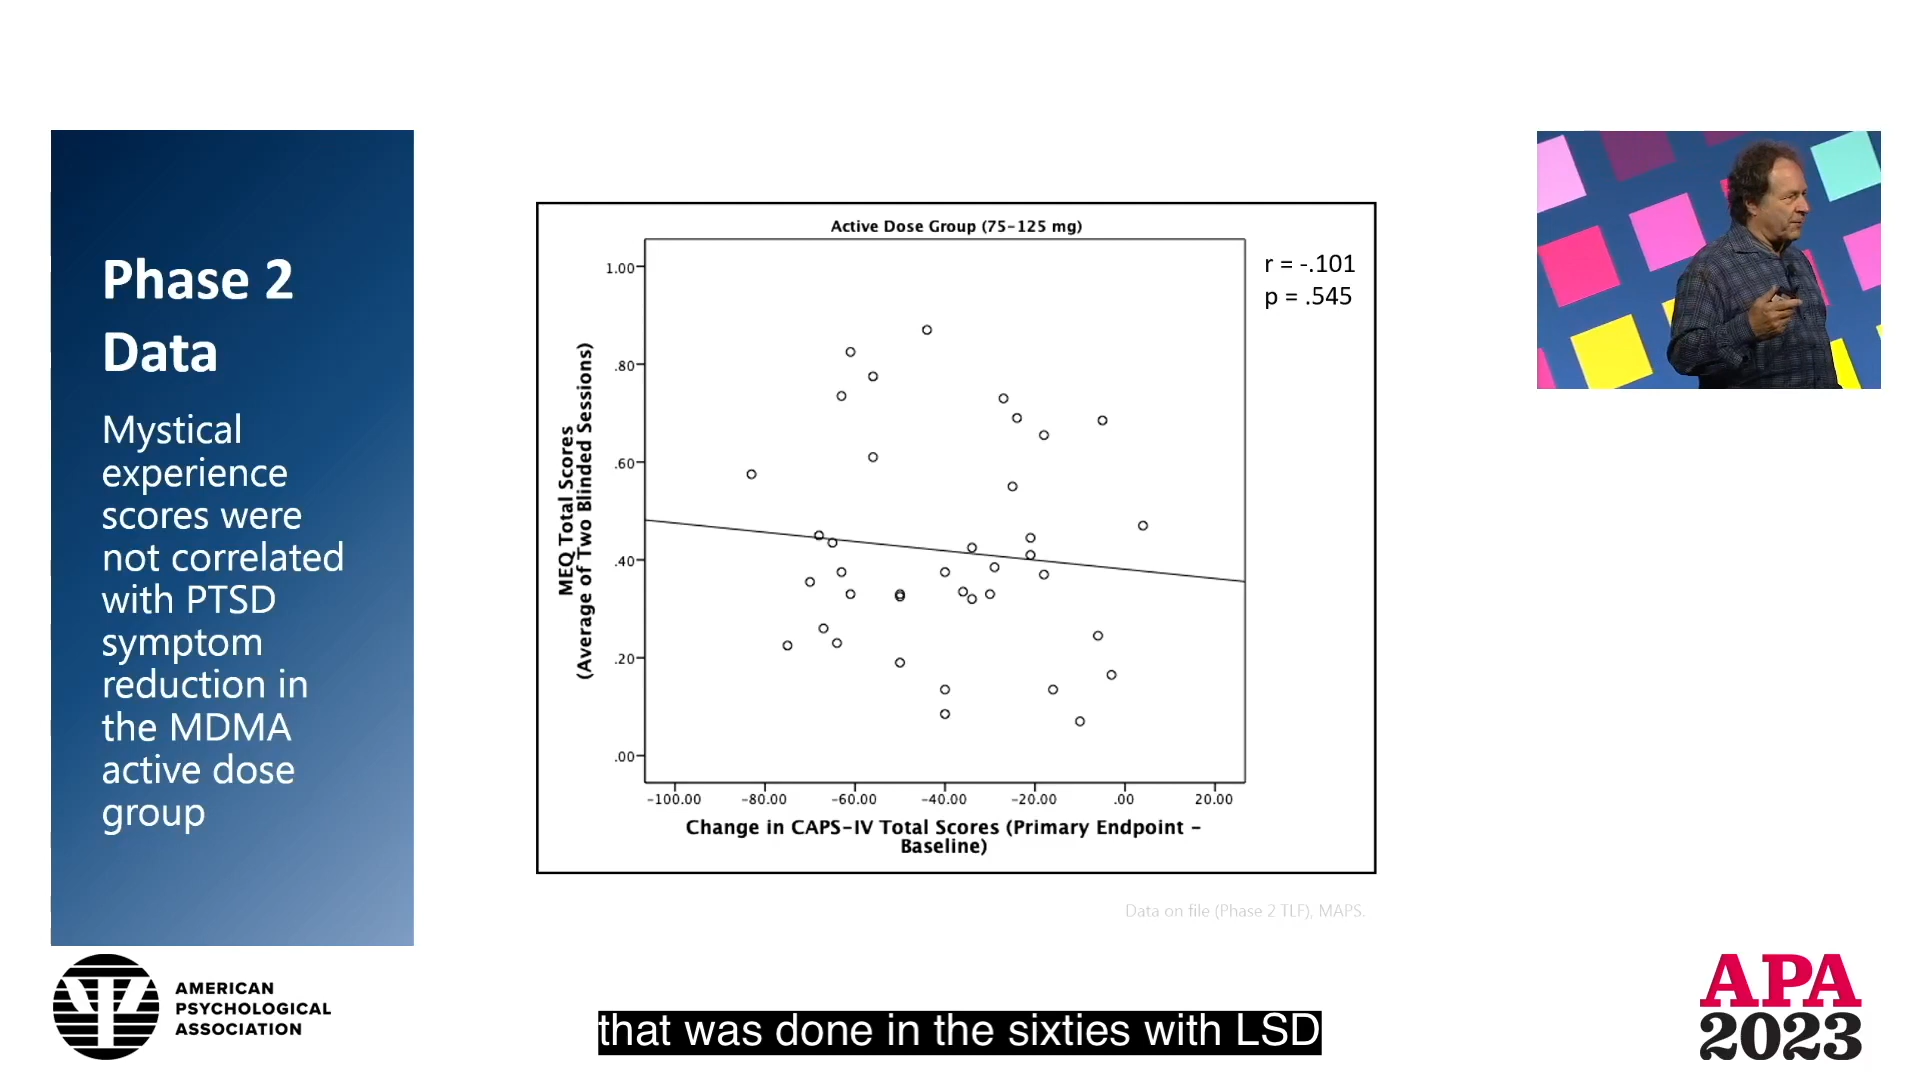 Phase 2
Data
Mystical
experience
scores were
not correlated
with PTSD
symptom
reduction in
the MDMA
active dose
group
Active Dose Group (75-125 mg)
r = -.101
p = .545
MEQ Total Scores
(Average of Two Blinded Sessions)
1.00
.80
.60
.40
.20
.00
-100.00 -80.00 -60.00 -40.00 -20.00 .00 20.00
Change in CAPS-IV Total Scores (Primary Endpoint -
Baseline)
Data on file (Phase 2 TLF), MAPS.
AMERICAN
PSYCHOLOGICAL
ASSOCIATION
that was done in the sixties with LSD
APA
2023